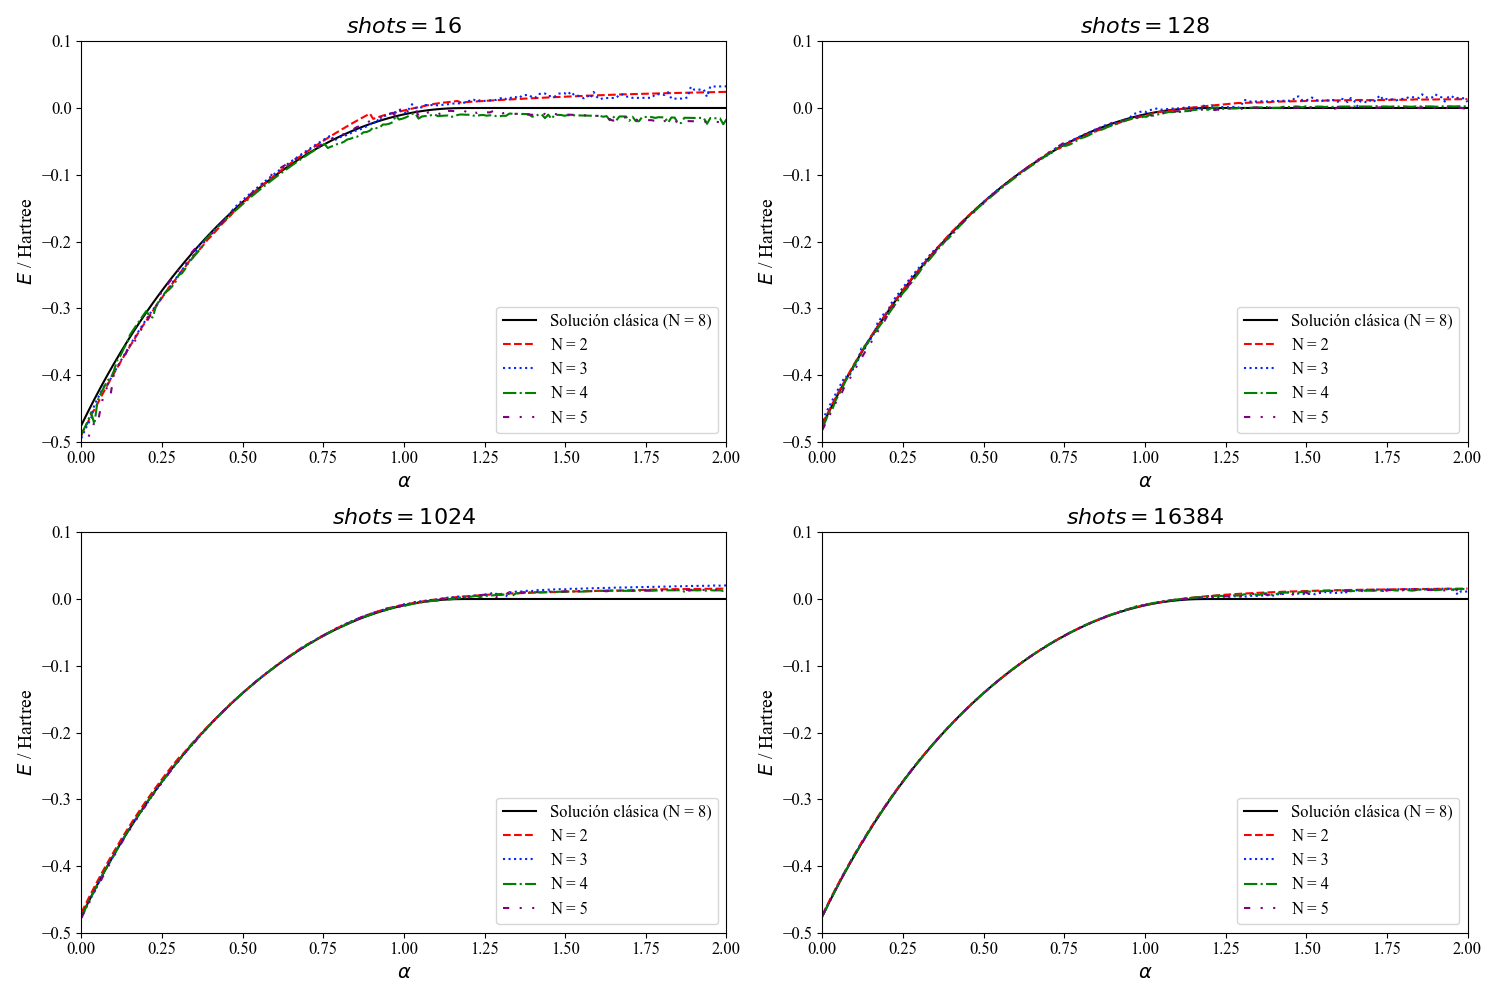 shots = 16
0.1
0.0
−0.1
−0.2
−0.3
−0.4
−0.5
E / Hartree
Solución clásica (N = 8)
N = 2
N = 3
N = 4
N = 5
0.00 0.25 0.50 0.75 1.00 1.25 1.50 1.75 2.00
α
shots = 128
0.1
0.0
−0.1
−0.2
−0.3
−0.4
−0.5
E / Hartree
Solución clásica (N = 8)
N = 2
N = 3
N = 4
N = 5
0.00 0.25 0.50 0.75 1.00 1.25 1.50 1.75 2.00
α
shots = 1024
0.1
0.0
−0.1
−0.2
−0.3
−0.4
−0.5
E / Hartree
Solución clásica (N = 8)
N = 2
N = 3
N = 4
N = 5
0.00 0.25 0.50 0.75 1.00 1.25 1.50 1.75 2.00
α
shots = 16384
0.1
0.0
−0.1
−0.2
−0.3
−0.4
−0.5
E / Hartree
Solución clásica (N = 8)
N = 2
N = 3
N = 4
N = 5
0.00 0.25 0.50 0.75 1.00 1.25 1.50 1.75 2.00
α